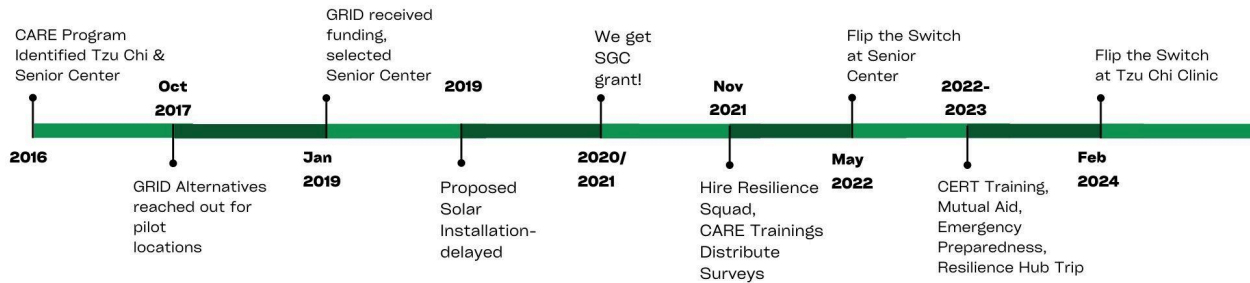 CARE Program
Identified Tzu Chi &
Senior Center
2016
Oct
2017
GRID Alternatives
reached out for
pilot
locations
GRID received
funding,
selected
Senior Center
Jan
2019
2019
Proposed
Solar
Installation-
delayed
We get
SGC
grant!
2020/
2021
Nov
2021
Hire Resilience
Squad,
CARE Trainings
Distribute
Surveys
Flip the Switch
at Senior
Center
May
2022
2022-
2023
CERT Training,
Mutual Aid,
Emergency
Preparedness,
Resilience Hub Trip
Flip the Switch
at Tzu Chi Clinic
Feb
2024